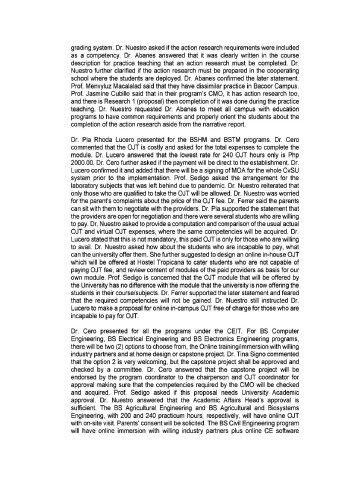 grading system. Dr. Nuestro asked if the action research requirements were included
as a competency. Dr. Abanes answered that it was clearly written in the course
description for practice teaching that an action research must be completed. Dr.
Nuestro further clarified if the action research must be prepared in the cooperating
school where the students are deployed. Dr. Abanes confirmed the later statement.
Prof. Menvyluz Macalalad said that they have dissimilar practice in Bacoor Campus.
Prof. Jasmine Cubillo said that in their program's CMO, it has action research too,
and there is Research 1 (proposal) then completion of it was done during the practice
teaching. Dr. Nuestro requested Dr. Abanes to meet all campus with education
programs to have common requirements and properly orient the students about the
completion of the action research aside from the narrative report.

Dr. Pia Rhoda Lucero presented for the BSHM and BSTM programs. Dr. Cero
commented that the OJT is costly and asked for the total expenses to complete the
module. Dr. Lucero answered that the lowest rate for 240 OJT hours only is Php
2000.00. Dr. Cero further asked if the payment will be direct to the establishment. Dr.
Lucero confirmed it and added that there will be a signing of MOA for the whole CvSU
system prior to the implementation. Prof. Sedigo asked the arrangement for the
laboratory subjects that was left behind due to pandemic. Dr. Nuestro reiterated that
only those who are qualified to take the OJT will be allowed. Dr. Nuestro was worried
for the parent's complaints about the price of the OJT fee. Dr. Ferrer said the parents
can sit with them to negotiate with the providers. Dr. Pia supported the statement that
the providers are open for negotiation and there were several students who are willing
to pay. Dr. Nuestro asked to provide a computation and comparison of the usual actual
OJT and virtual OJT expenses, where the same competencies will be acquired. Dr.
Lucero stated that this is not mandatory, this paid OJT is only for those who are willing
to avail. Dr. Nuestro asked how about the students who are incapable to pay, what
can the university offer them. She further suggested to design an online in-house OJT
which will be offered at Hostel Tropicana to cater students who are not capable of
paying OJT fee, and review content of modules of the paid providers as basis for our
own module. Prof. Sedigo is concerned that the OJT module that will be offered by
the University has no difference with the module that the university is now offering the
students in their course/subjects. Dr. Ferrer supported the later statement and feared
that the required competencies will not be gained. Dr. Nuestro still instructed Dr.
Lucero to make a proposal for online in-campus OJT free of charge for those who are
incapable to pay for OJT.

Dr. Cero presented for all the programs under the CEIT. For BS Computer
Engineering, BS Electrical Engineering and BS Electronics Engineering programs,
there will be two (2) options to choose from, the Online training/immersion with willing
industry partners and at home design or capstone project. Dr. Tina Signo commented
that the option 2 is very welcoming, but the capstone project shall be approved and
checked by a committee. Dr. Cero answered that the capstone project will be
endorsed by the program coordinator to the chairperson and OJT coordinator for
approval making sure that the competencies required by the CMO will be checked
and acquired. Prof. Sedigo asked if this proposal needs University Academic
approval. Dr. Nuestro answered that the Academic Affairs Head's approval is
sufficient. The BS Agricultural Engineering and BS Agricultural and Biosystems
Engineering, with 200 and 240 practicum hours, respectively, will have online OJT
with on-site visit. Parents' consent will be solicited. The BS Civil Engineering program
will have online immersion with willing industry partners plus online CE software